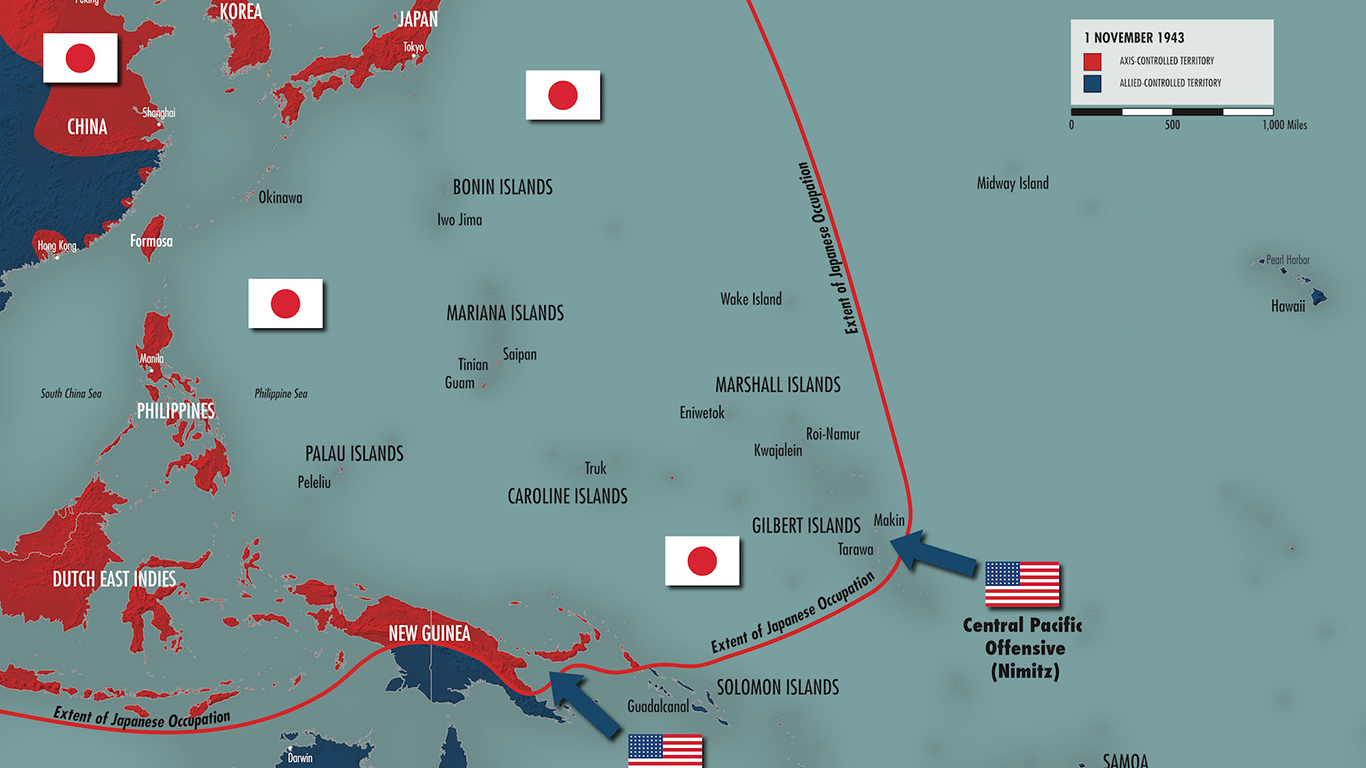 Peking
KOREA
JAPAN
Tokyo
1 NOVEMBER 1943
AXIS-CONTROLLED TERRITORY
ALLIED-CONTROLLED TERRITORY
0 500 1,000 Miles
Shanghai
CHINA
Okinawa
BONIN ISLANDS
Iwo Jima
Midway Island
Extent of Japanese Occupation
Hong Kong
Formosa
Pearl Harbor
Hawaii
Wake Island
MARIANA ISLANDS
Saipan
Tinian
Guam
Manila
South China Sea
Philippine Sea
PHILIPPINES
MARSHALL ISLANDS
Eniwetok
Roi-Namur
Kwajalein
PALAU ISLANDS
Peleliu
Truk
CAROLINE ISLANDS
GILBERT ISLANDS
Makin
Tarawa
DUTCH EAST INDIES
NEW GUINEA
Extent of Japanese Occupation
Central Pacific
Offensive
(Nimitz)
SOLOMON ISLANDS
Guadalcanal
Extent of Japanese Occupation
Darwin
SAMOA